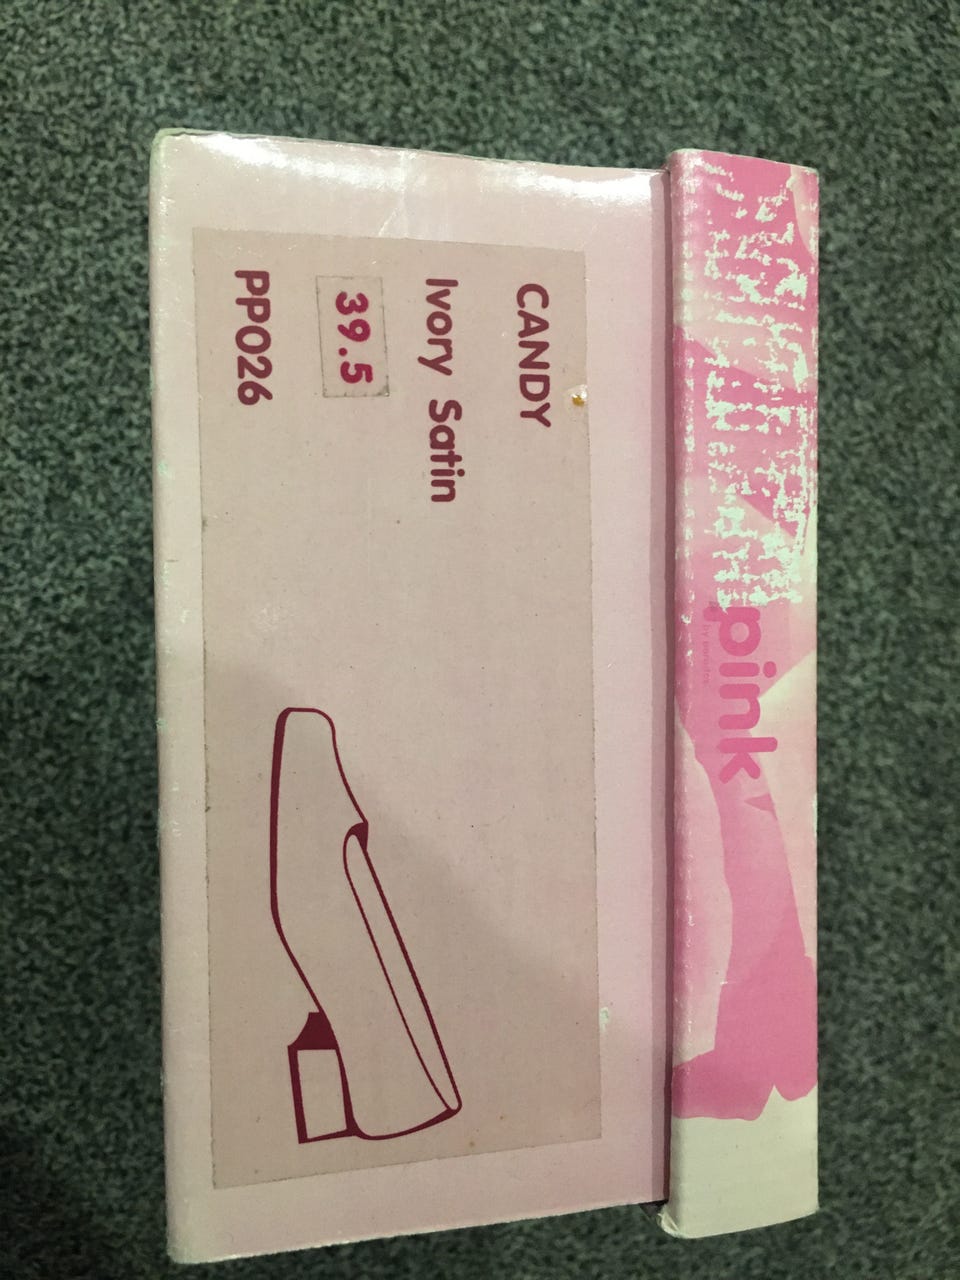 pink
CANDY
Ivory Satin
39.5
PP026